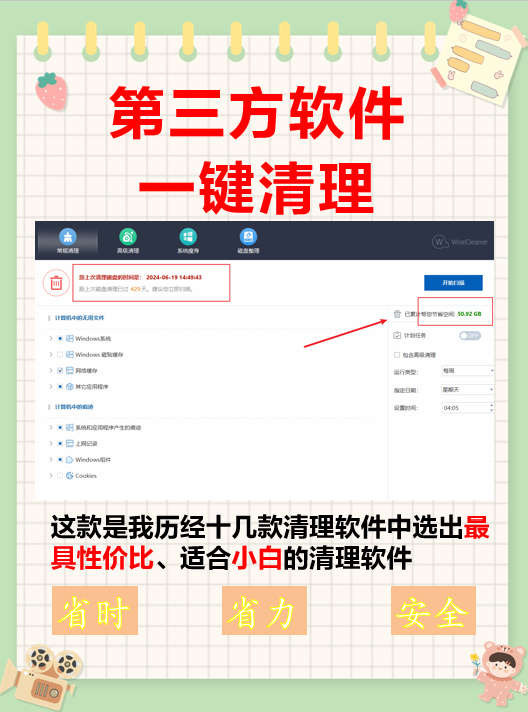 第三方软件
一键清理
常规清理
高级清理
系统瘦身
磁盘整理
WiseCleaner
您上次清理磁盘的时间是: 2024-06-19 14:49:43
距上次磁盘清理已过 429 天。建议您立即扫描。
开始扫描
计算机中的无用文件
已累计帮您节省空间: 50.92 GB
Windows系统
计划任务
OFF
Windows 磁贴缓存
包含高级清理
网络缓存
运行类型:
每周
其它应用程序
指定日期:
星期天
计算机中的痕迹
设置时间:
04:05
系统和应用程序产生的痕迹
上网记录
Windows组件
Cookies
这款是我历经十几款清理软件中选出最
具性价比、适合小白的清理软件
省时
省力
安全